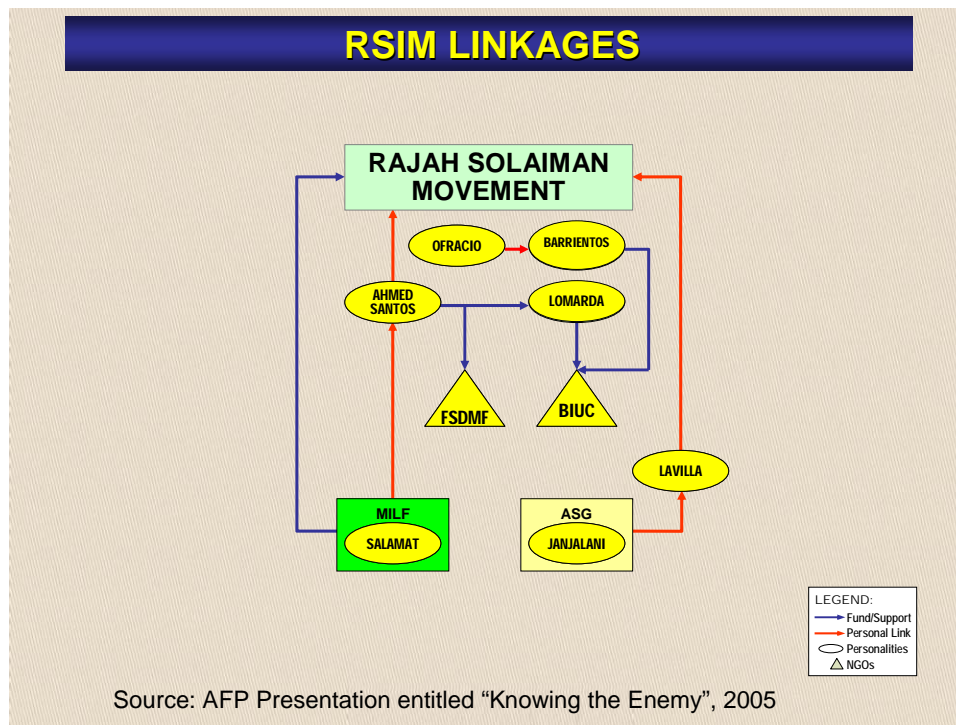 RSIM LINKAGES
RAJAH SOLAIMAN
MOVEMENT
OFRACIO
BARRIENTOS
AHMED
SANTOS
LOMARDA
FSDMF
BIUC
LAVILLA
MILF
SALAMAT
ASG
JANJALANI
LEGEND:
Fund/Support
Personal Link
Personalities
NGOs
Source: AFP Presentation entitled “Knowing the Enemy”, 2005